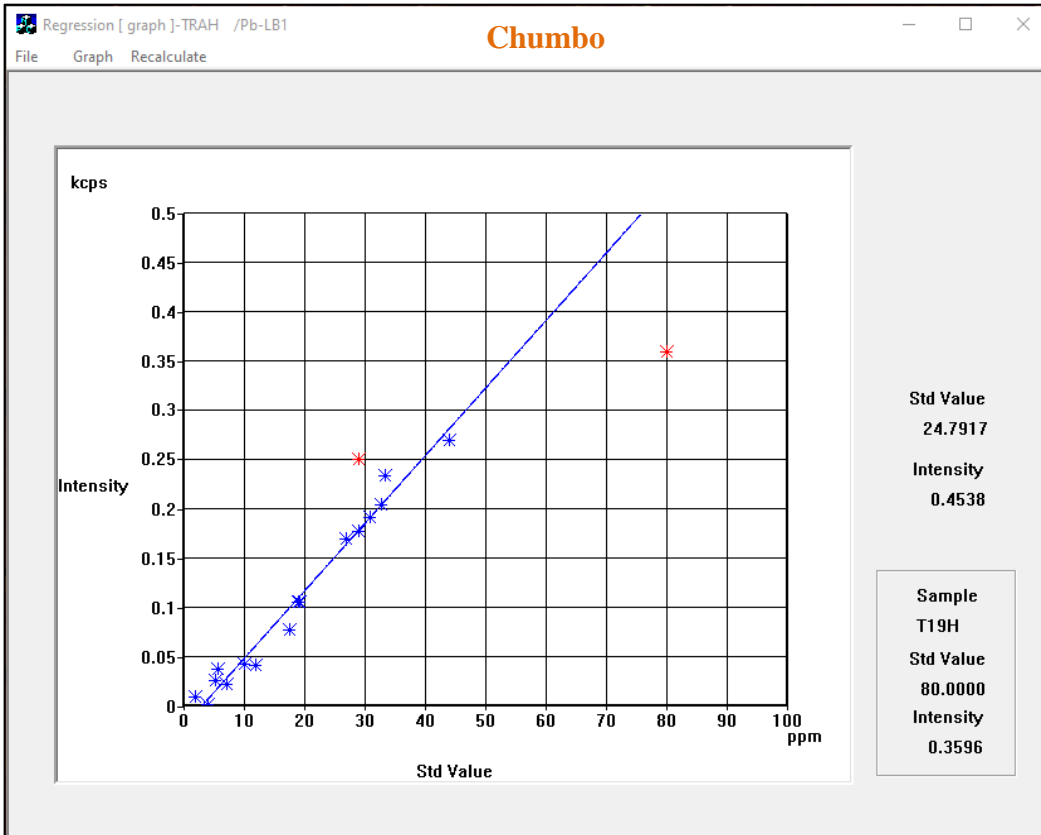 Regression [ graph ]-TRAH /Pb-LB1
Chumbo
File Graph Recalculate
kcps
0.5
0.45
0.4
0.35
0.3
0.25
Intensity
0.2
0.15
0.1
0.05
0
0 10 20 30 40 50 60 70 80 90 100
ppm
Std Value
Std Value
24.7917
Intensity
0.4538
Sample
T19H
Std Value
80.0000
Intensity
0.3596